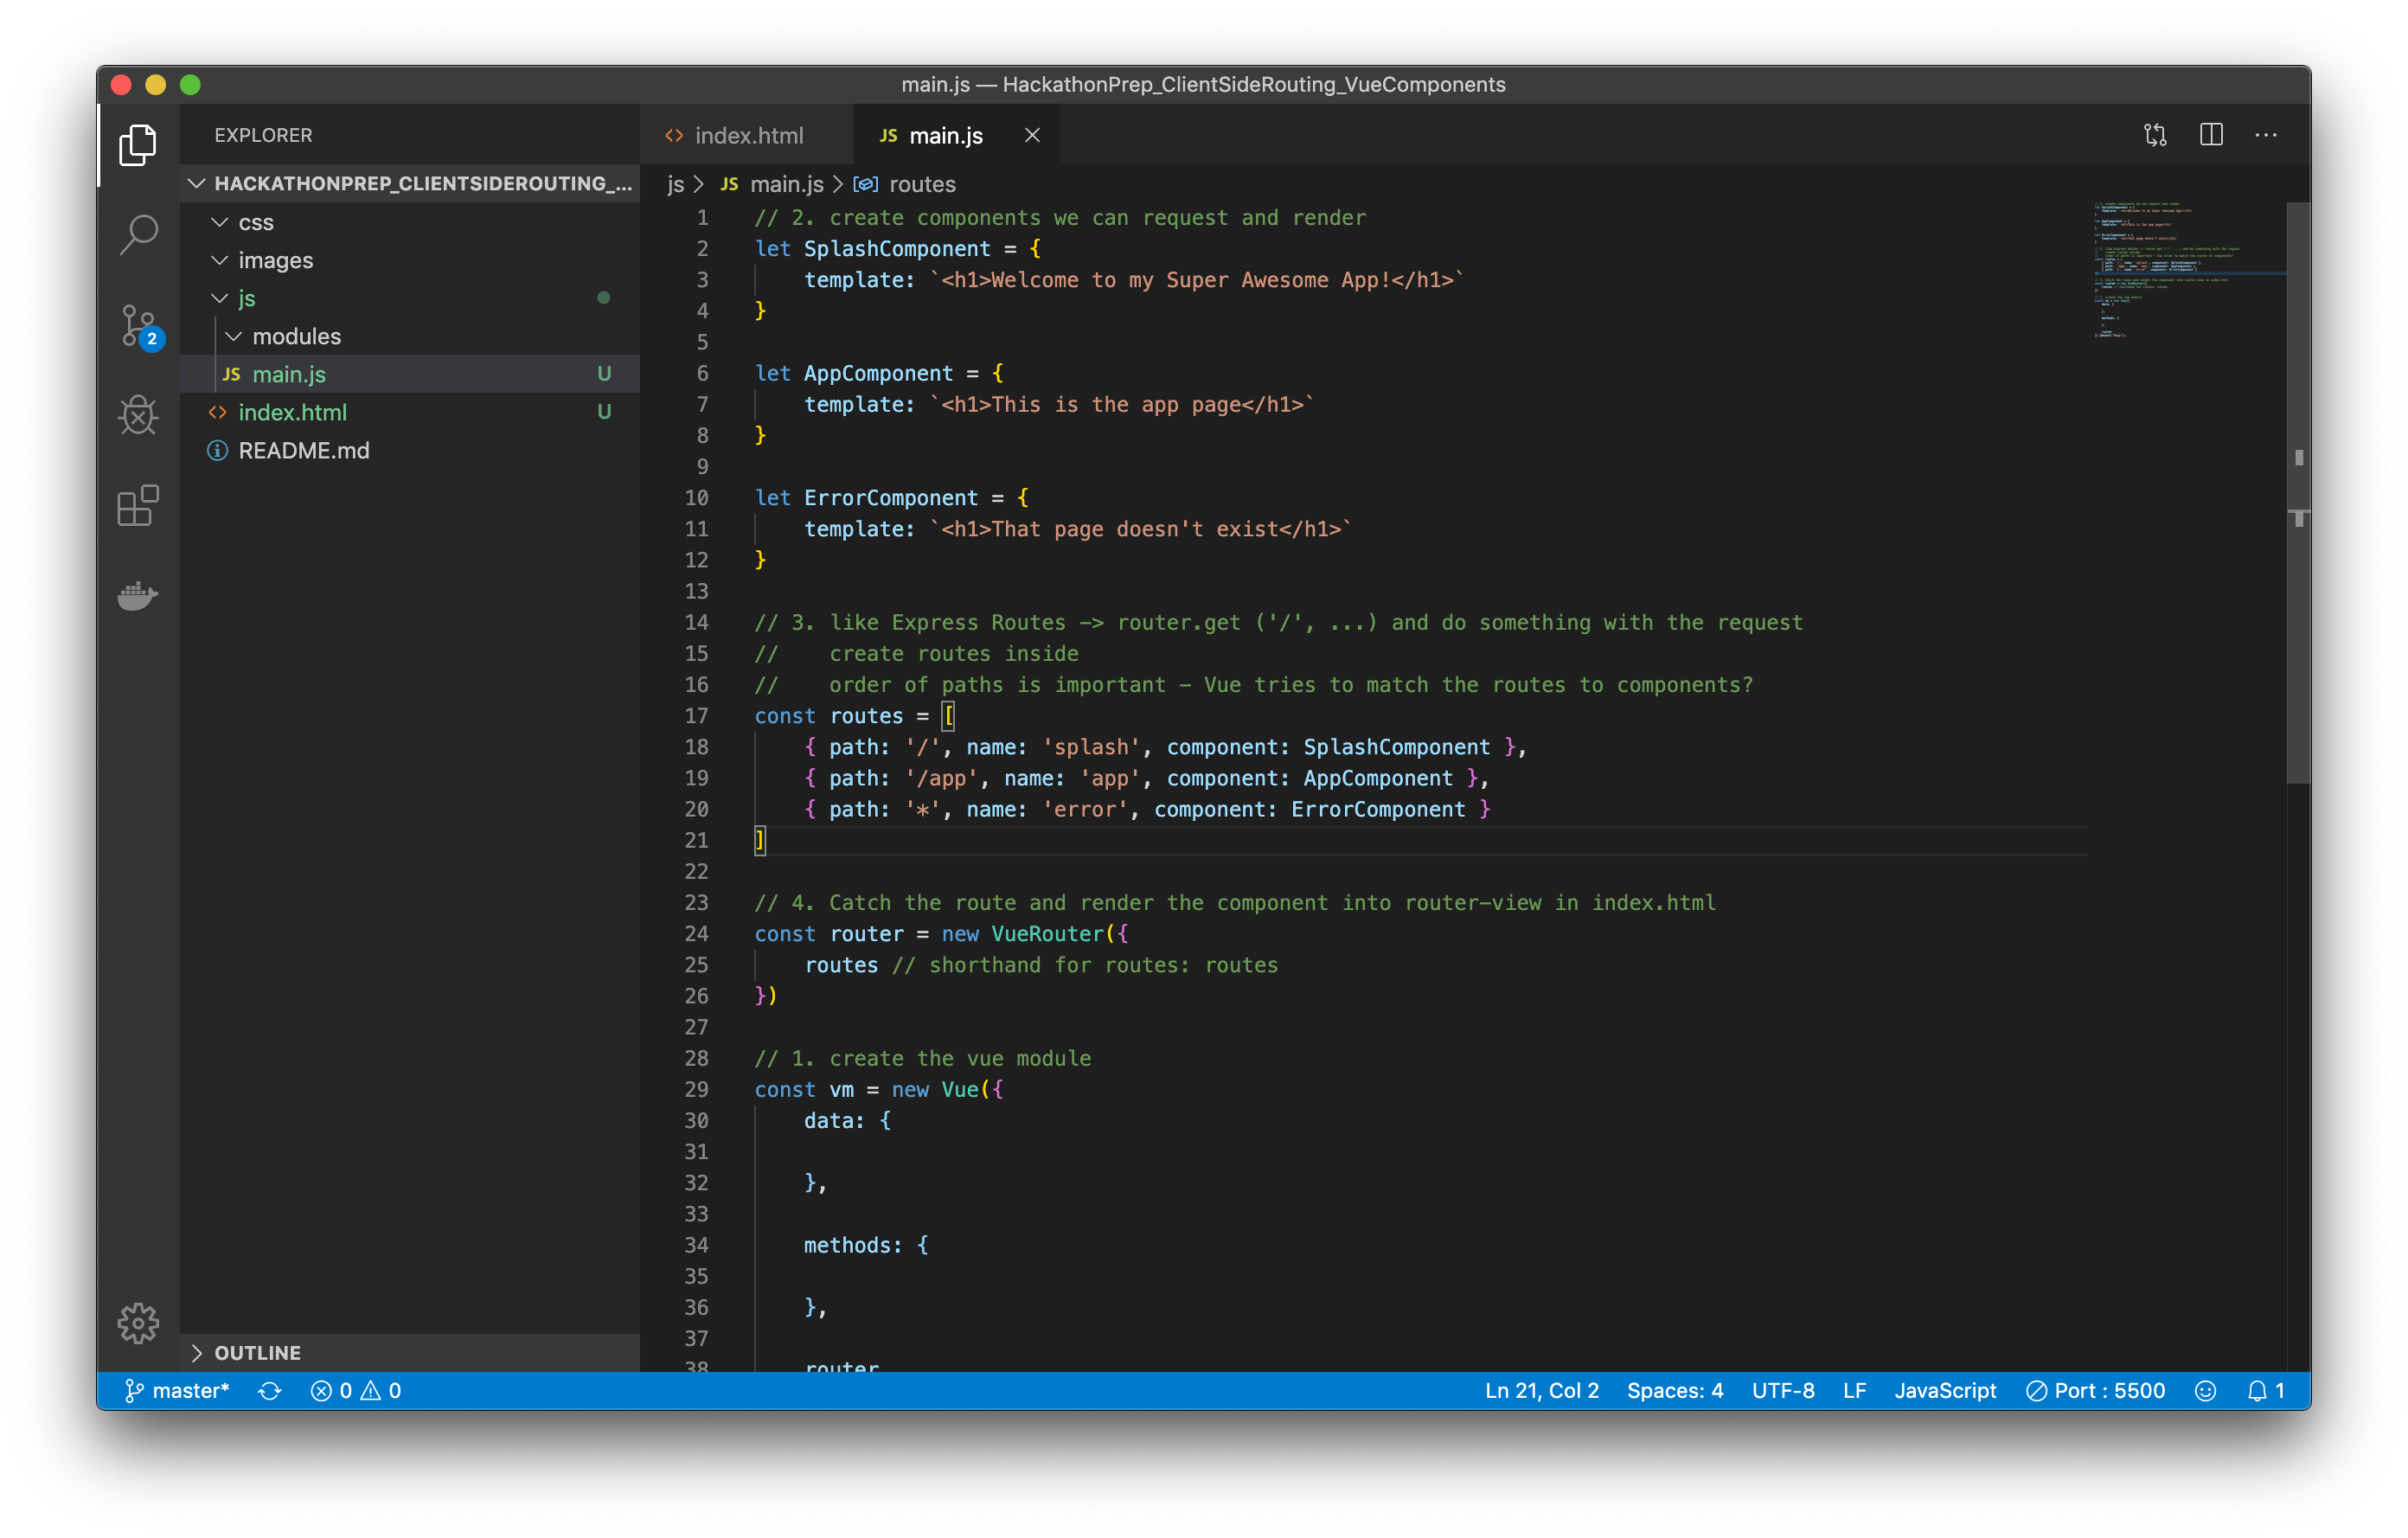 main.js — HackathonPrep_ClientSideRouting_VueComponents
EXPLORER
HACKATHONPREP_CLIENTSIDEROUTING_...
css
images
js
modules
JS main.js U
<> index.html U
README.md
OUTLINE
2
<> index.html
JS main.js ×
js > JS main.js > routes
1 // 2. create components we can request and render
2 let SplashComponent = {
3     template: `<h1>Welcome to my Super Awesome App!</h1>`
4 }
5
6 let AppComponent = {
7     template: `<h1>This is the app page</h1>`
8 }
9
10 let ErrorComponent = {
11     template: `<h1>That page doesn't exist</h1>`
12 }
13
14 // 3. like Express Routes -> router.get ('/', ...) and do something with the request
15 //    create routes inside
16 //    order of paths is important - Vue tries to match the routes to components?
17 const routes = [
18     { path: '/', name: 'splash', component: SplashComponent },
19     { path: '/app', name: 'app', component: AppComponent },
20     { path: '*', name: 'error', component: ErrorComponent }
21 ]
22
23 // 4. Catch the route and render the component into router-view in index.html
24 const router = new VueRouter({
25     routes // shorthand for routes: routes
26 })
27
28 // 1. create the vue module
29 const vm = new Vue({
30     data: {
31
32     },
33
34     methods: {
35
36     },
37
38     router
master* 0 0 Ln 21, Col 2 Spaces: 4 UTF-8 LF JavaScript Port : 5500 1